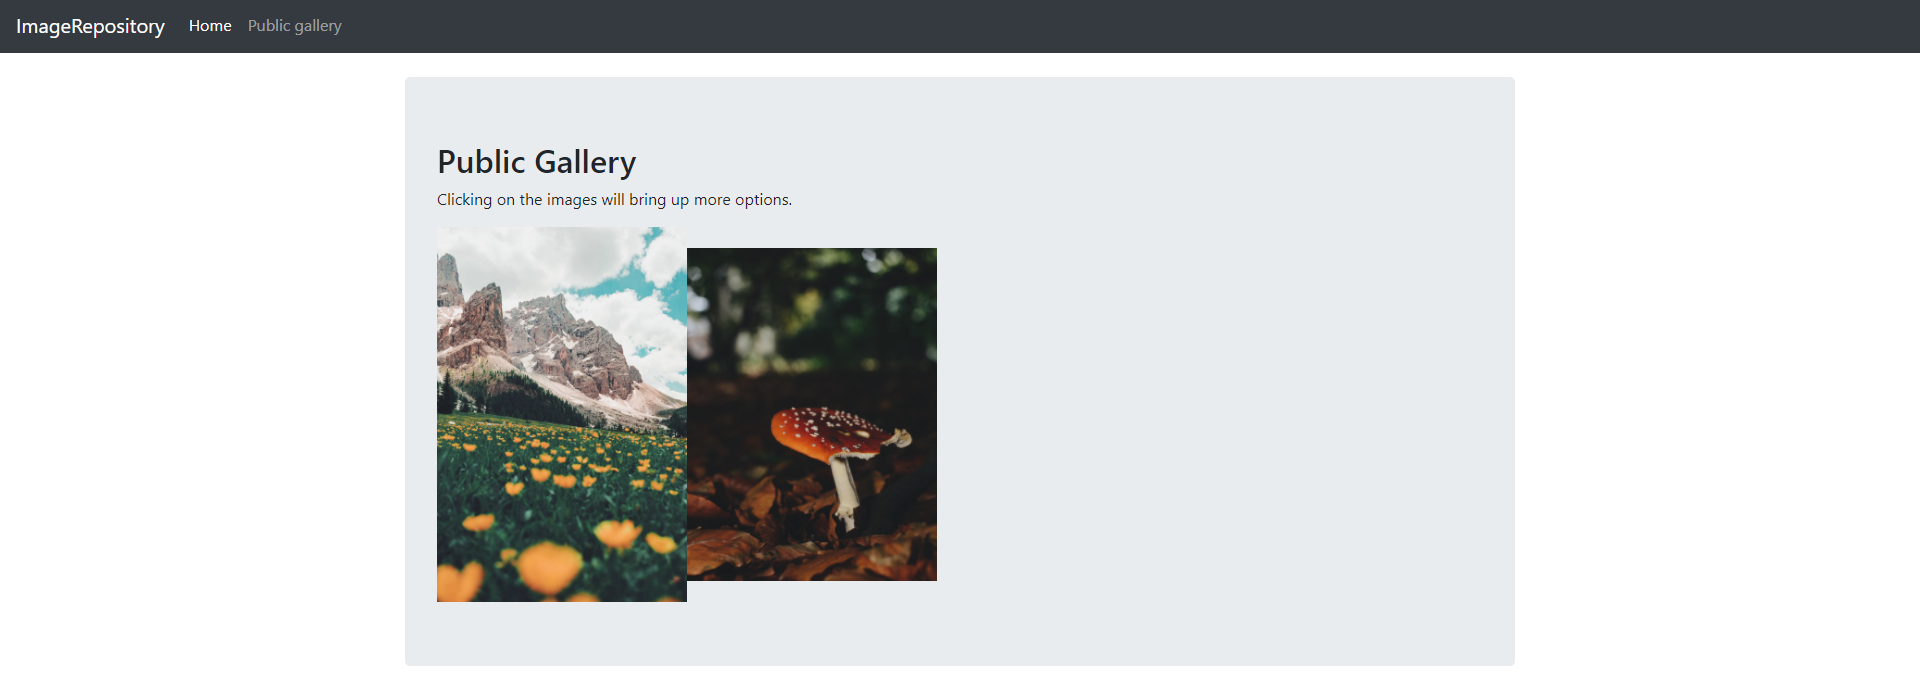 ImageRepository Home Public gallery
Public Gallery
Clicking on the images will bring up more options.